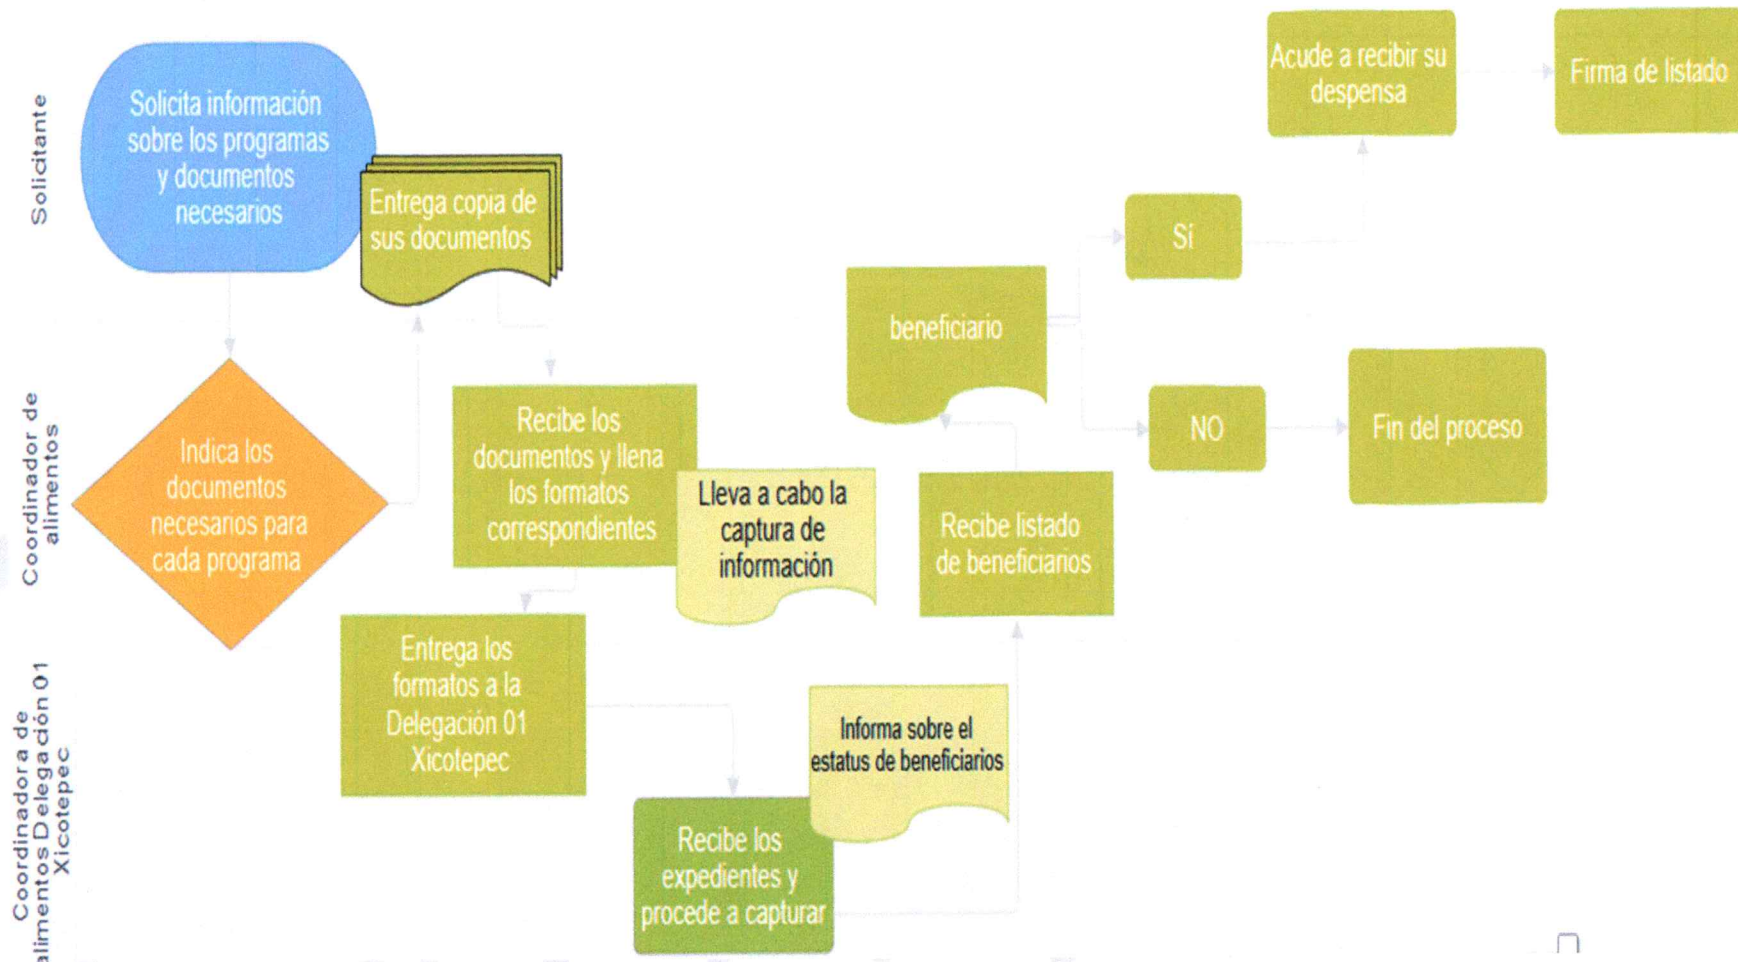 Solicitante
Solicita información
sobre los programas
y documentos
necesarios
Entrega copia de
sus documentos
Acude a recibir su
despensa
Firma de listado
Sí
beneficiario
NO
Fin del proceso
Coordinador de
alimentos
Indica los
documentos
necesarios para
cada programa
Recibe los
documentos y llena
los formatos
correspondientes
Lleva a cabo la
captura de
información
Recibe listado
de beneficiarios
Coordinadora de
alimentos Delegación 01
Xicotepec
Entrega los
formatos a la
Delegación 01
Xicotepec
Informa sobre el
estatus de beneficiarios
Recibe los
expedientes y
procede a capturar